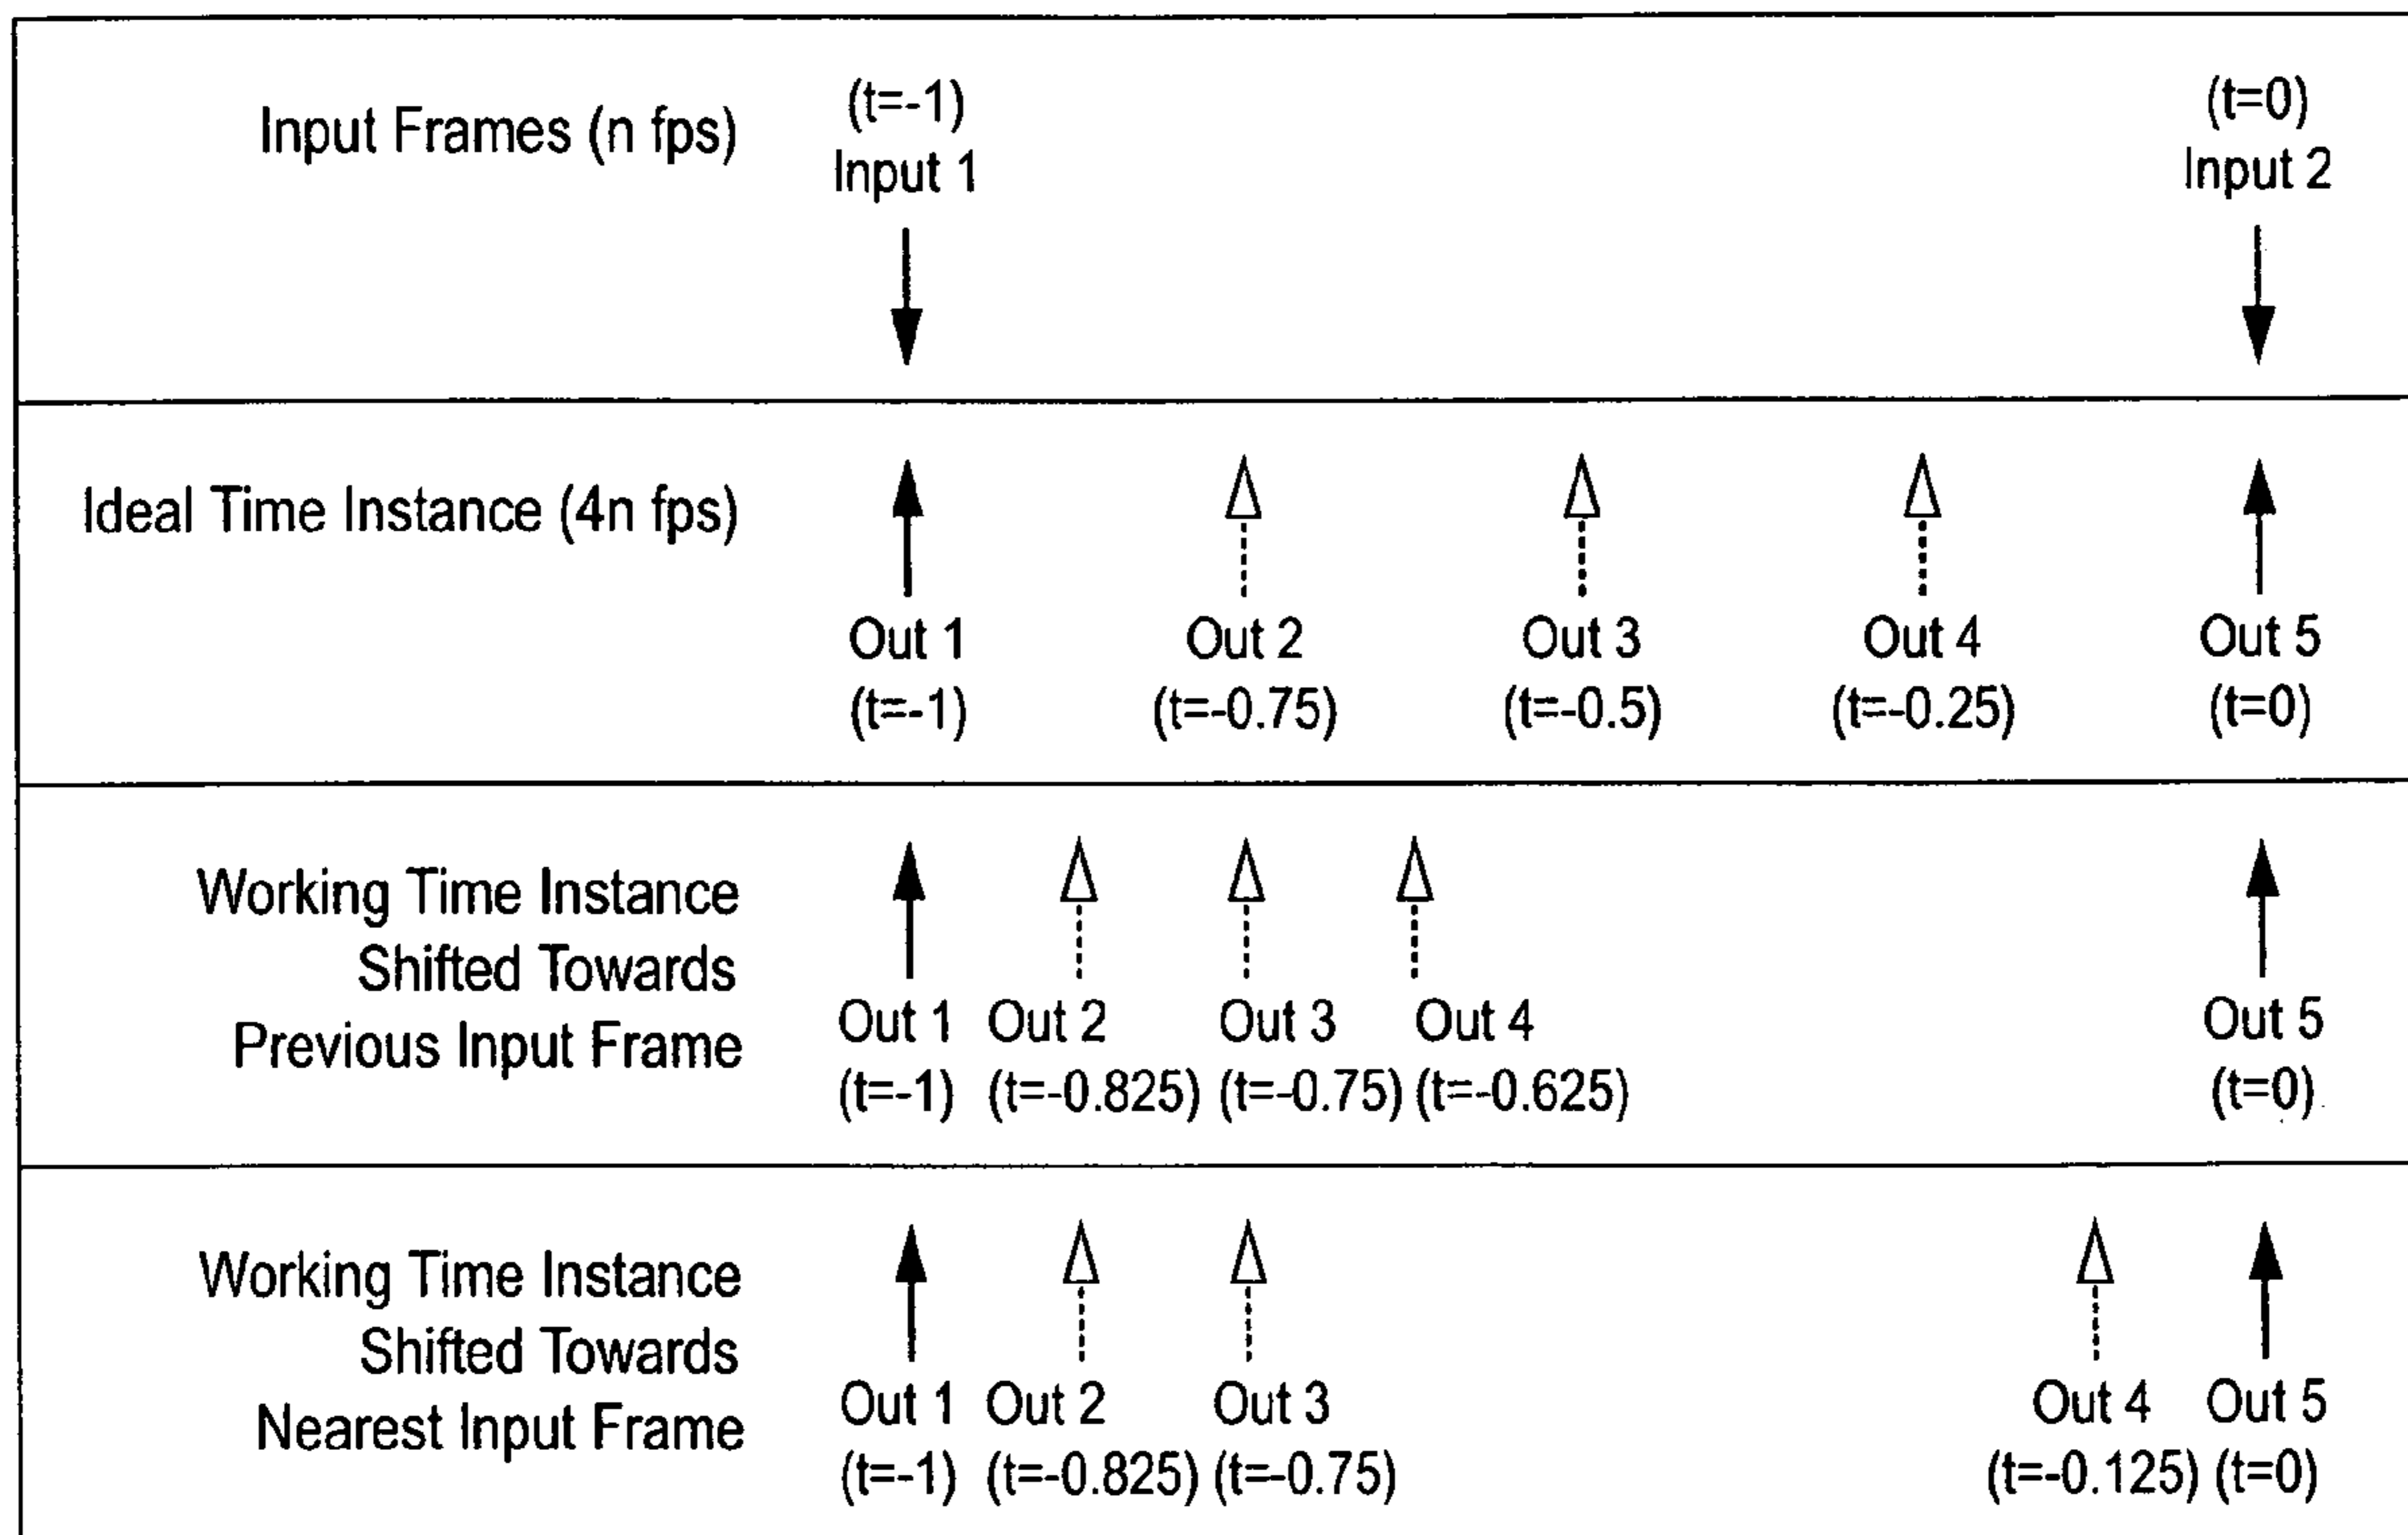 (t=-1) (t=0)
Input Frames (n fps)
Input 1 Input 2
Ideal Time Instance (4n fps)
Out 1 Out 2 Out 3 Out 4 Out 5
(t=-1) (t=-0.75) (t=-0.5) (t=-0.25) (t=0)
Working Time Instance
Shifted Towards
Previous Input Frame
Out 1 Out 2 Out 3 Out 4 Out 5
(t=-1) (t=-0.825) (t=-0.75) (t=-0.625) (t=0)
Working Time Instance
Shifted Towards
Nearest Input Frame
Out 1 Out 2 Out 3 Out 4 Out 5
(t=-1) (t=-0.825) (t=-0.75) (t=-0.125) (t=0)